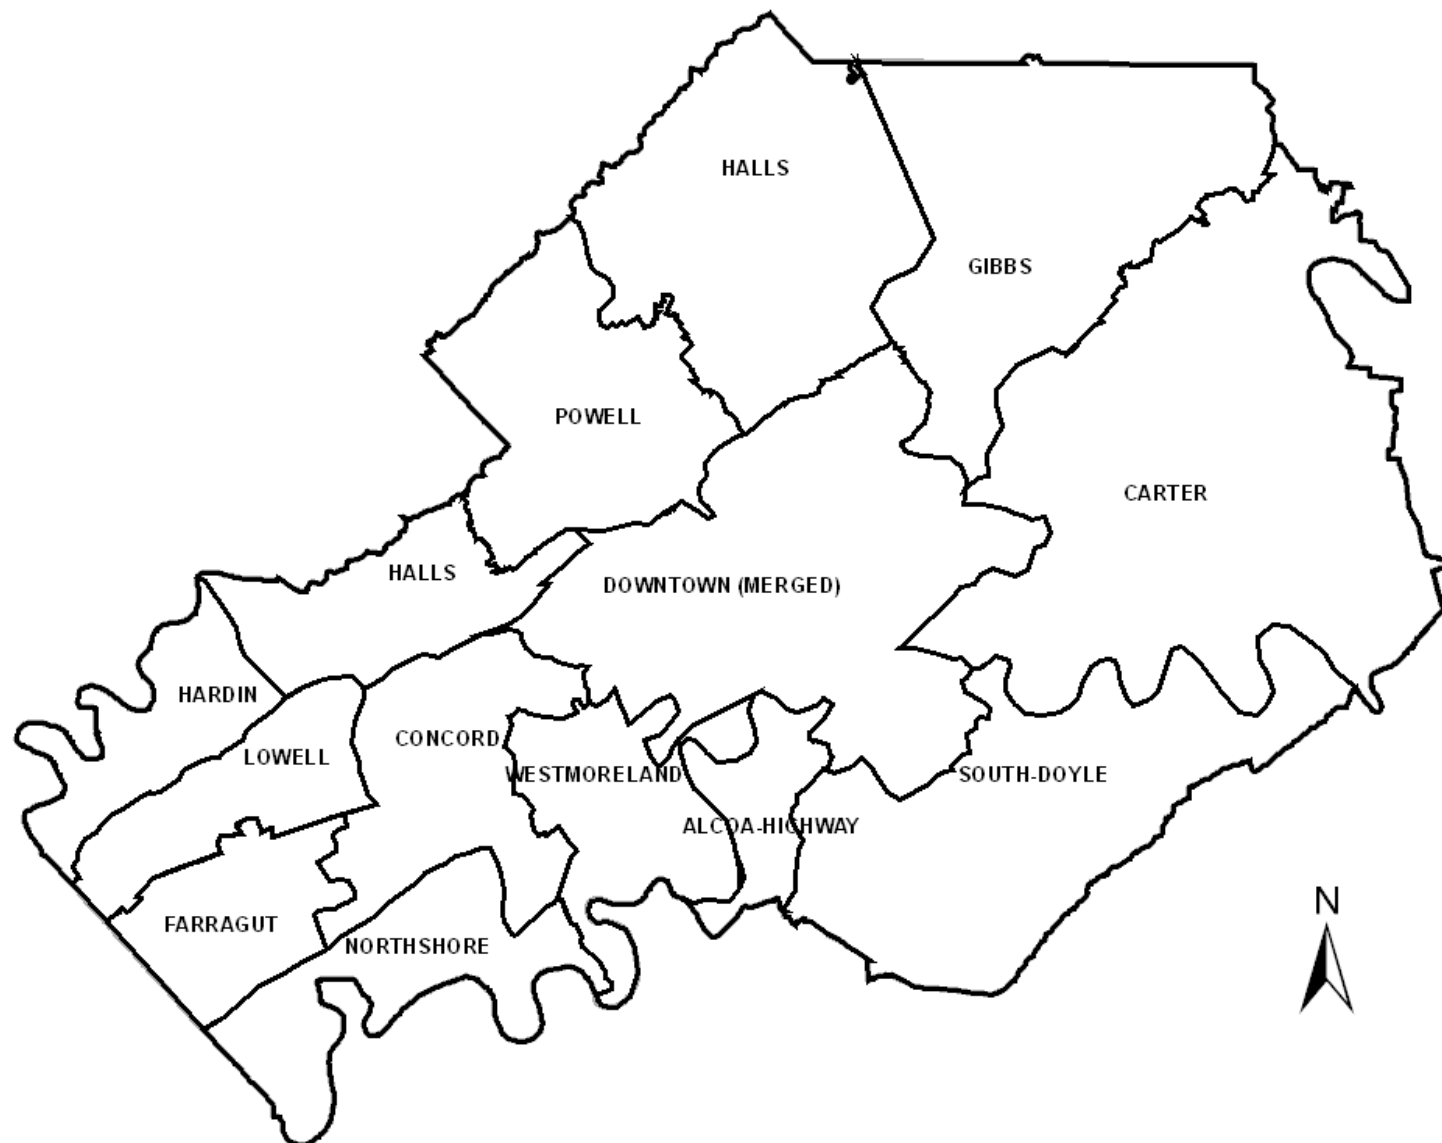 HALLS
GIBBS
POWELL
CARTER
HALLS
DOWNTOWN (MERGED)
HARDIN
CONCORD
LOWELL
WESTMORELAND
SOUTH-DOYLE
ALCOA-HIGHWAY
N
FARRAGUT
NORTHSHORE